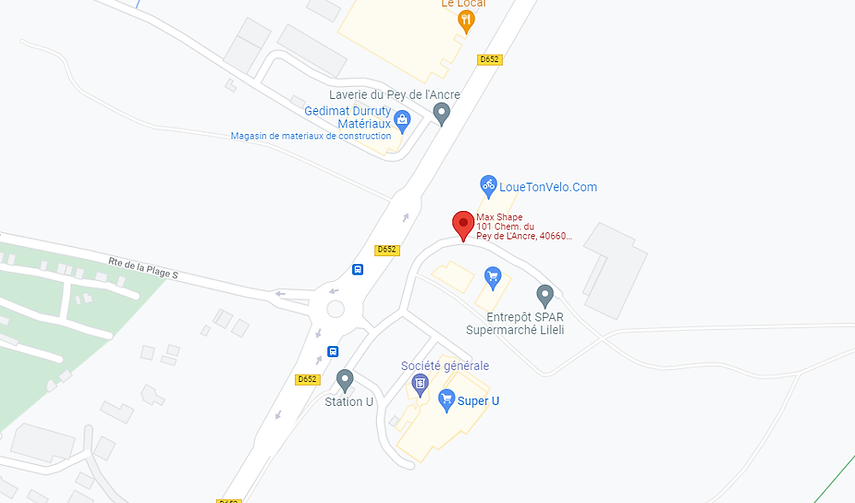 Le Local
D652
Laverie du Pey de l'Ancre
Gedimat Durruty
Matériaux
Magasin de materiaux de construction
LoueTonVelo.Com
Max Shape
101 Chem. du
Pey de L'Ancre, 40660...
D652
Rte de la Plage S
Entrepôt SPAR
Supermarché Lileli
Société générale
D652
Station U
Super U
D652